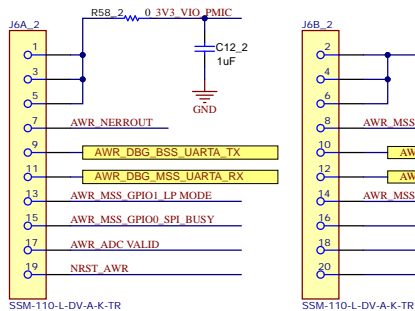 R58_2 0 3V3_VIO_PMIC
J6A_2 J6B_2
C12_2
1uF
GND
1 2
3 4
5 6
7 AWR_NERROUT 8 AWR_MSS
9 AWR_DBG_BSS_UARTA_TX 10 AW
11 AWR_DBG_MSS_UARTA_RX 12 AW
13 AWR_MSS_GPIO1_LP MODE 14 AWR_MSS
15 AWR_MSS_GPIO0_SPI_BUSY 16
17 AWR_ADC VALID 18
19 NRST_AWR 20
SSM-110-L-DV-A-K-TR SSM-110-L-DV-A-K-TR